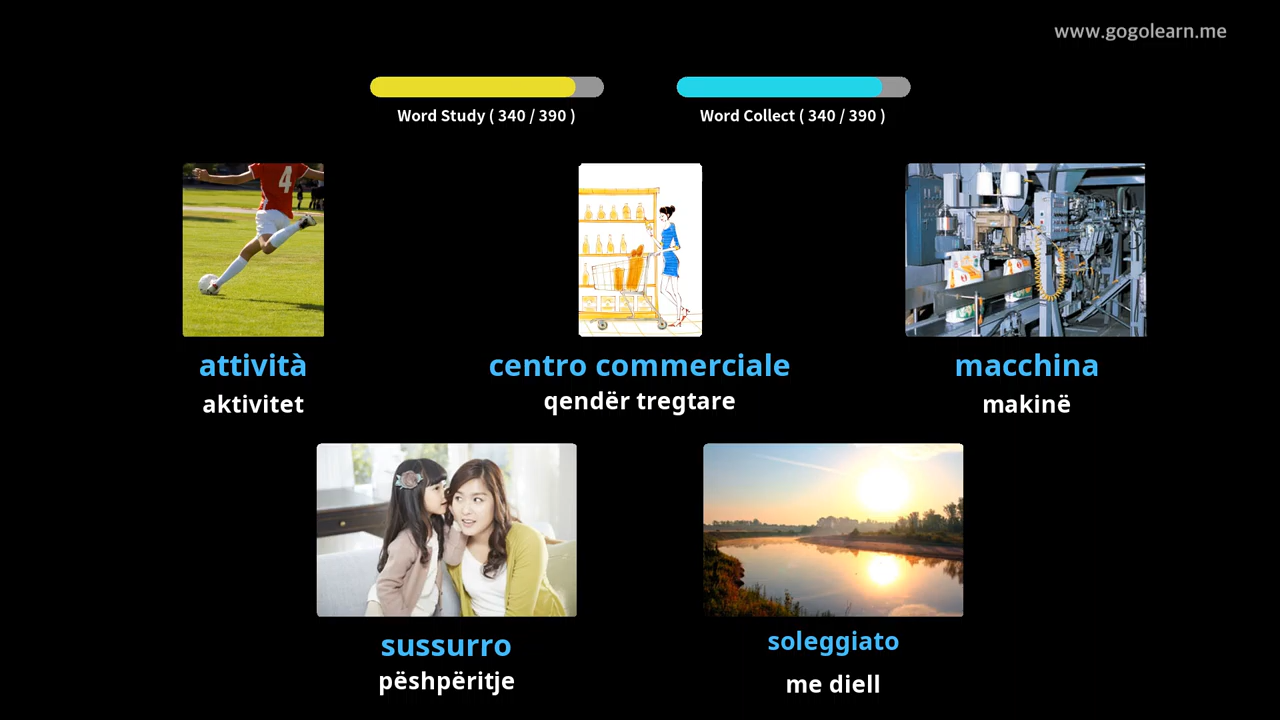 www.gogolearn.me
Word Study ( 340 / 390 )
Word Collect ( 340 / 390 )
4
attività
aktivitet
centro commerciale
qendër tregtare
macchina
makinë
sussurro
pëshpëritje
soleggiato
me diell